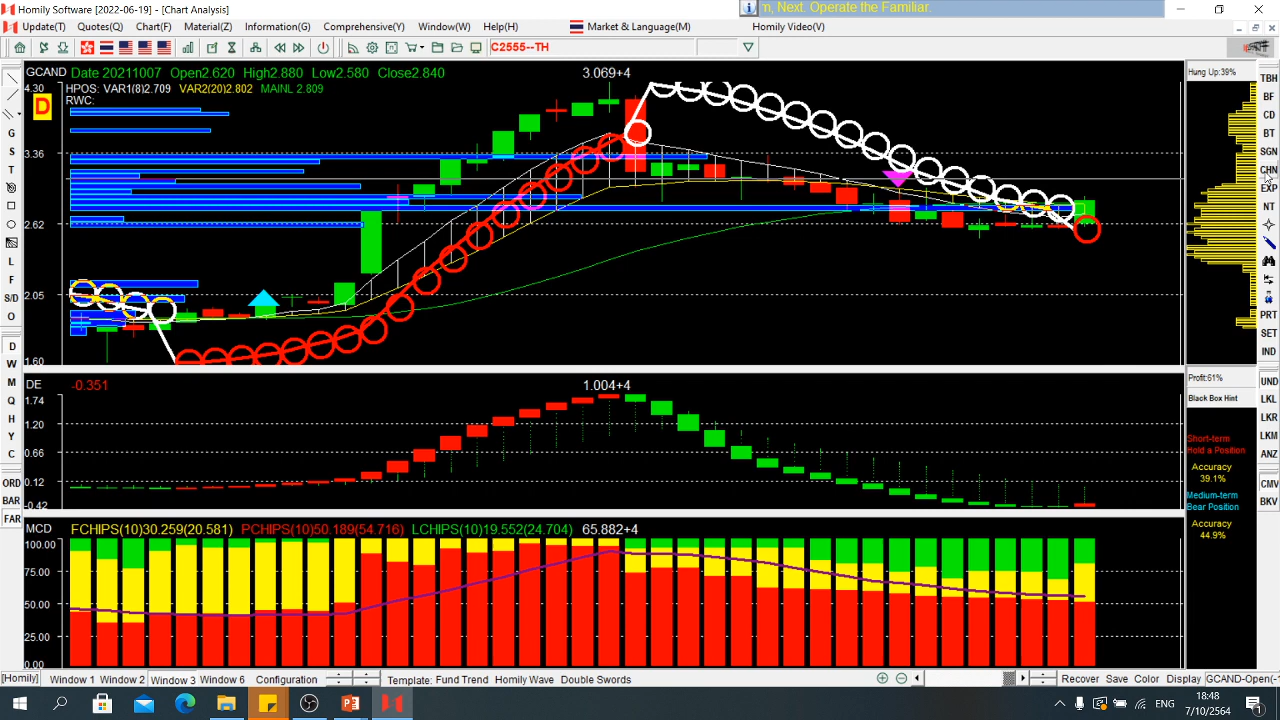 Homily Software [2022-06-19] - [Chart Analysis]
m, Next. Operate the Familiar.
Update(T) Quotes(Q) Chart(F) Material(Z) Information(G) Comprehensive(Y) Window(W) Help(H) Market & Language(M) Homily Video(V)
C2555--TH
GCAND Date 20211007 Open2.620 High2.880 Low2.580 Close2.840 3.069+4
HPOS: VAR1(8)2.709 VAR2(20)2.802 MAINL 2.809
RWC:
D
4.30
3.36
2.62
2.05
1.60
DE -0.351 1.004+4
1.74
1.20
0.66
0.12
-0.42
MCD FCHIPS(10)30.259(20.581) PCHIPS(10)50.189(54.716) LCHIPS(10)19.552(24.704) 65.882+4
100.00
75.00
50.00
25.00
0.00
G
S
T
L
F
S/D
O
D
W
M
Q
H
Y
C
ORD
BAR
FAR
Hung Up:39%
Profit:61%
Black Box Hint
Short-term
Hold a Position
Accuracy
39.1%
Medium-term
Bear Position
Accuracy
44.9%
TBH
BF
CD
BT
SGN
CHN
EXP
NT
PRT
SET
IND
UND
LKL
LKR
LKM
ANZ
CMV
BKV
[Homily] Window 1 Window 2 Window 3 Window 6 Configuration Template: Fund Trend Homily Wave Double Swords Recover Save Color Display GCAND-Open(-1
ENG
18:48
7/10/2564